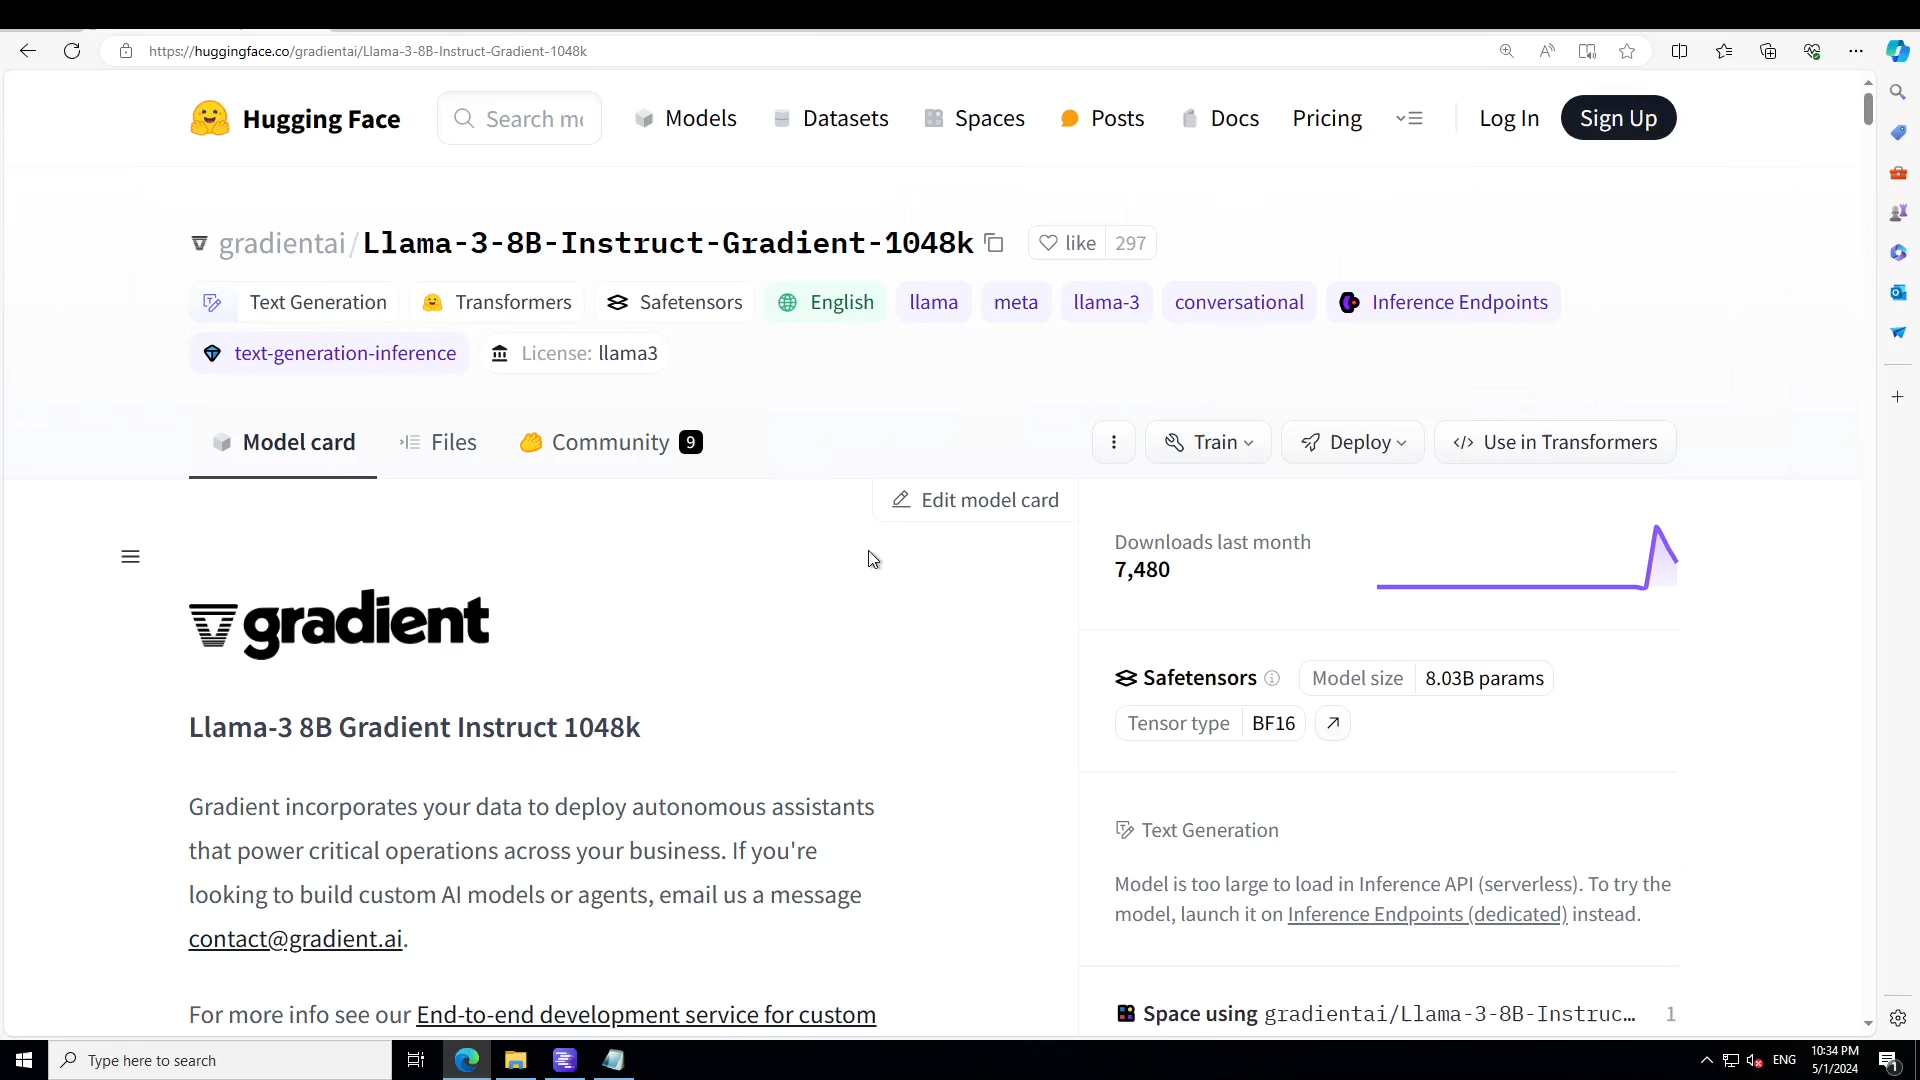 https://huggingface.co/gradientai/Llama-3-8B-Instruct-Gradient-1048k
Hugging Face
Search mo
Models
Datasets
Spaces
Posts
Docs
Pricing
Log In
Sign Up
gradientai/Llama-3-8B-Instruct-Gradient-1048k
like 297
Text Generation
Transformers
Safetensors
English
llama
meta
llama-3
conversational
Inference Endpoints
text-generation-inference
License: llama3
Model card
Files
Community 9
Train
Deploy
</> Use in Transformers
Edit model card
gradient
Llama-3 8B Gradient Instruct 1048k
Gradient incorporates your data to deploy autonomous assistants
that power critical operations across your business. If you're
looking to build custom AI models or agents, email us a message
contact@gradient.ai.
For more info see our End-to-end development service for custom
Downloads last month
7,480
Safetensors
Model size 8.03B params
Tensor type BF16
Text Generation
Model is too large to load in Inference API (serverless). To try the
model, launch it on Inference Endpoints (dedicated) instead.
Space using gradientai/Llama-3-8B-Instruc… 1
Type here to search
ENG
10:34 PM
5/1/2024
1